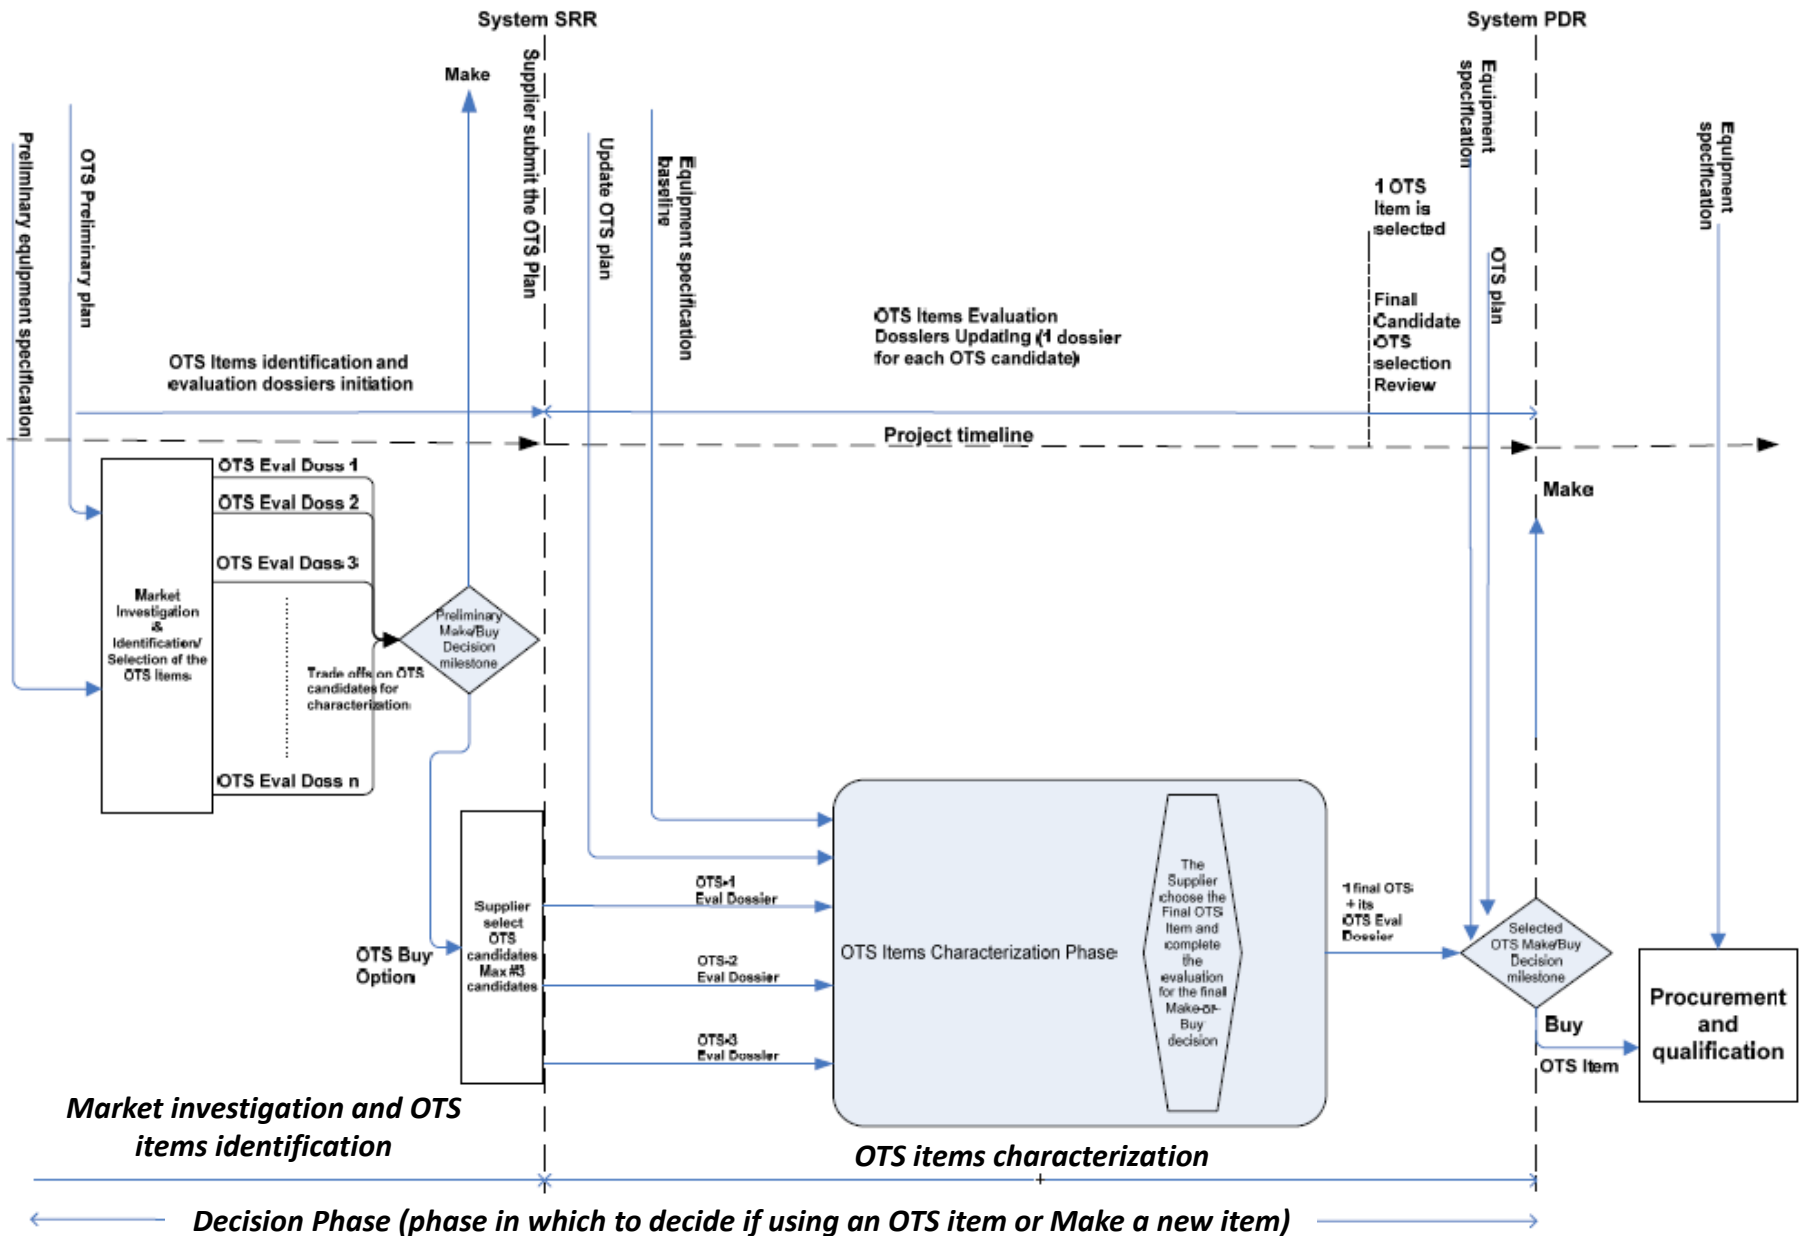 System SRR
System PDR
Make
Supplier submit the OTS Plan
Preliminary equipment specification
OTS Preliminary plan
Update OTS plan
Equipment specification
baseline
Equipment
specification
OTS plan
Equipment
specification
1 OTS
Item is
selected
Final
Candidate
OTS
selection
Review
OTS Items identification and
evaluation dossiers initiation
OTS Items Evaluation
Dossiers Updating (1 dossier
for each OTS candidate)
Project timeline
OTS Eval Doss 1
OTS Eval Doss 2
OTS Eval Doss 3
OTS Eval Doss n
Market
Investigation
&
Identification/
Selection of the
OTS Items
Trade offs on OTS
candidates for
characterization
Preliminary
Make/Buy
Decision
milestone
Make
OTS Buy
Option
Supplier
select
OTS
candidates
Max #3
candidates
OTS-1
Eval Dossier
OTS-2
Eval Dossier
OTS-3
Eval Dossier
OTS Items Characterization Phase
The
Supplier
choose the
Final OTS
Item and
complete
the
evaluation
for the final
Make-or-
Buy
decision
1 final OTS
+ its
OTS Eval
Dossier
Selected
OTS Make/Buy
Decision
milestone
Buy
OTS Item
Procurement
and
qualification
Market investigation and OTS
items identification
OTS items characterization
Decision Phase (phase in which to decide if using an OTS item or Make a new item)